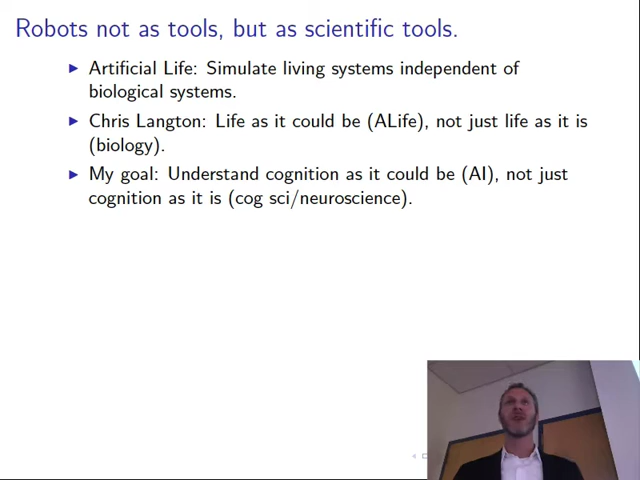 Robots not as tools, but as scientific tools.
Artificial Life: Simulate living systems independent of
biological systems.
Chris Langton: Life as it could be (ALife), not just life as it is
(biology).
My goal: Understand cognition as it could be (AI), not just
cognition as it is (cog sci/neuroscience).